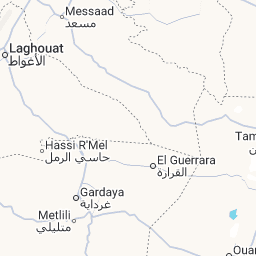 Messaad
مسعد
Laghouat
الأغواط
Hassi R'Mel
حاسي الرمل
El Guerrara
القرارة
Gardaya
غرداية
Metlili
متليلي